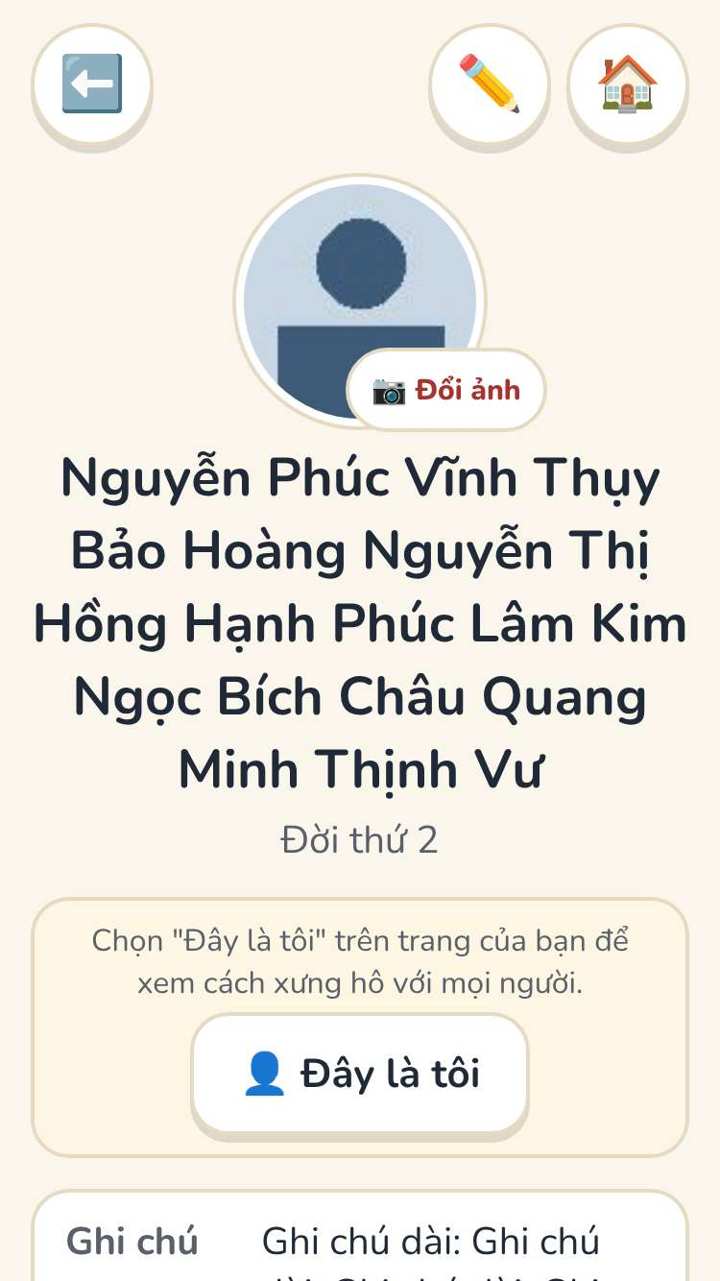 Đổi ảnh
Nguyễn Phúc Vĩnh Thụy
Bảo Hoàng Nguyễn Thị
Hồng Hạnh Phúc Lâm Kim
Ngọc Bích Châu Quang
Minh Thịnh Vư
Đời thứ 2
Chọn "Đây là tôi" trên trang của bạn để
xem cách xưng hô với mọi người.
Đây là tôi
Ghi chú Ghi chú dài: Ghi chú